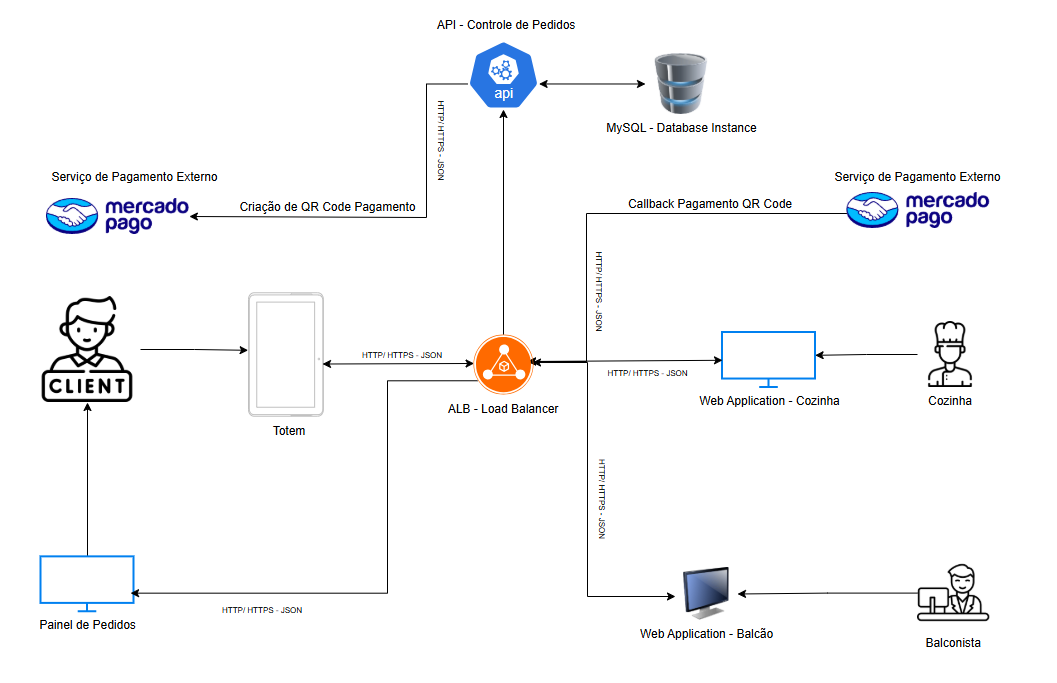 API - Controle de Pedidos
api
HTTP/ HTTPS - JSON
MySQL - Database Instance
Serviço de Pagamento Externo
mercado
pago
Criação de QR Code Pagamento
Serviço de Pagamento Externo
mercado
pago
Callback Pagamento QR Code
HTTP/ HTTPS - JSON
CLIENT
Totem
HTTP/ HTTPS - JSON
ALB - Load Balancer
HTTP/ HTTPS - JSON
Web Application - Cozinha
Cozinha
HTTP/ HTTPS - JSON
Painel de Pedidos
HTTP/ HTTPS - JSON
Web Application - Balcão
Balconista